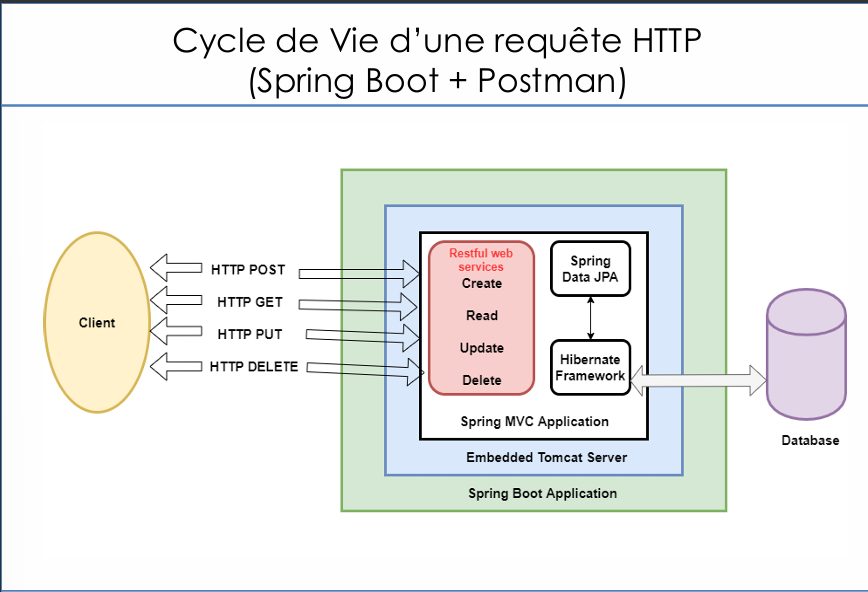 Cycle de Vie d’une requête HTTP
(Spring Boot + Postman)
Client
HTTP POST
HTTP GET
HTTP PUT
HTTP DELETE
Restful web
services
Create
Read
Update
Delete
Spring
Data JPA
Hibernate
Framework
Spring MVC Application
Embedded Tomcat Server
Spring Boot Application
Database